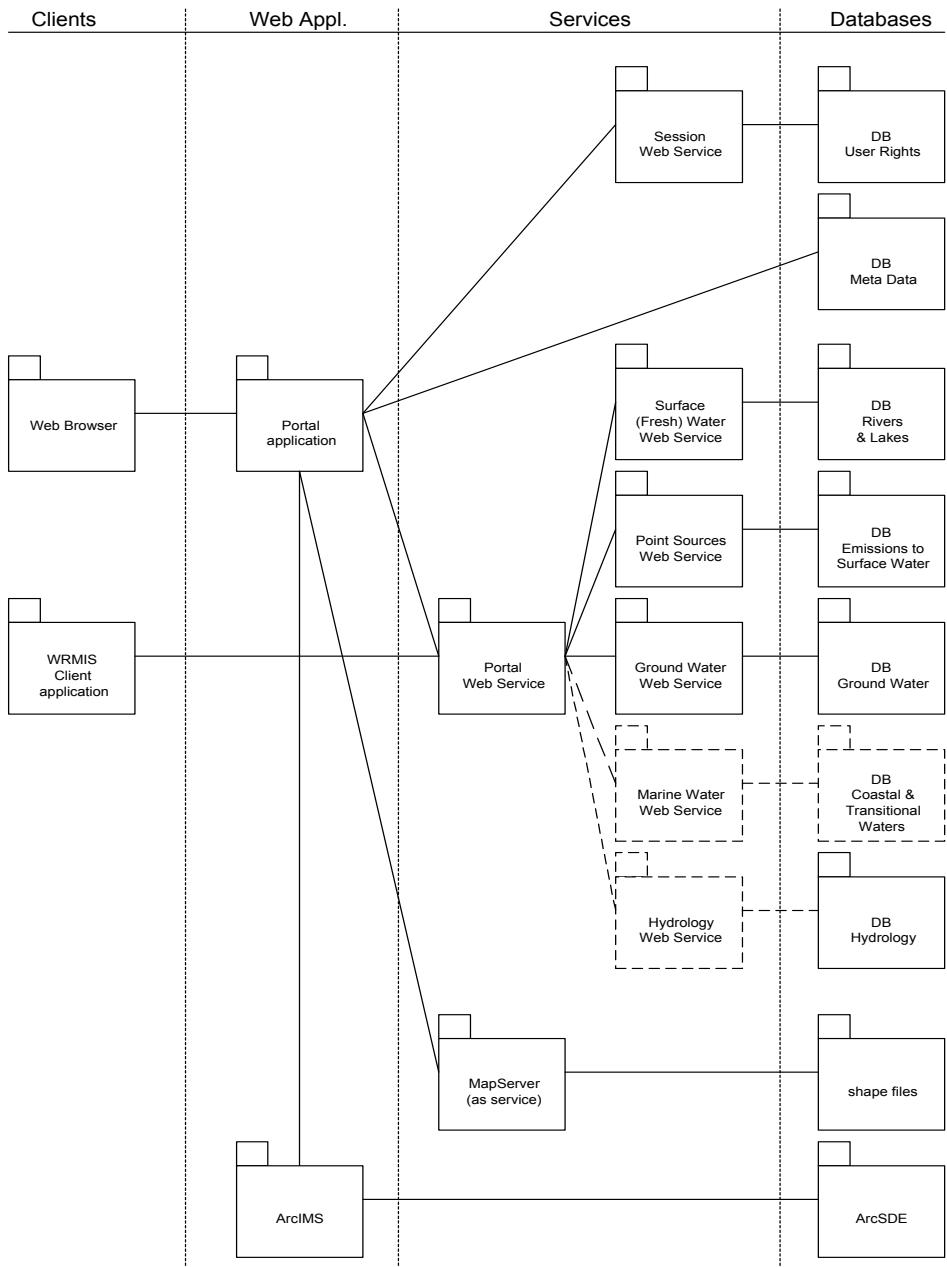 Clients
Web Appl.
Services
Databases
Session
Web Service
DB
User Rights
DB
Meta Data
Web Browser
Portal
application
Surface
(Fresh) Water
Web Service
DB
Rivers
& Lakes
Point Sources
Web Service
DB
Emissions to
Surface Water
WRMIS
Client
application
Portal
Web Service
Ground Water
Web Service
DB
Ground Water
Marine Water
Web Service
DB
Coastal &
Transitional
Waters
Hydrology
Web Service
DB
Hydrology
MapServer
(as service)
shape files
ArcIMS
ArcSDE